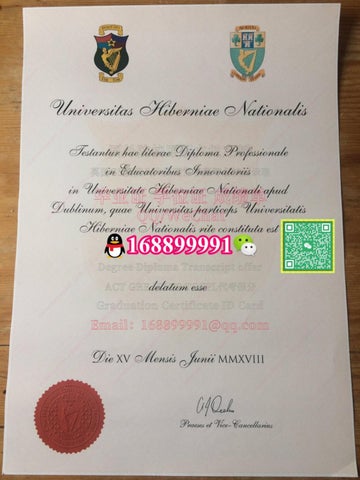 Universitas Hiberniae Nationalis
Testantur hac literae Diploma Professionale
in Educatoribus Innovatoriis
in Universitate Hiberniae Nationali apud
Dublinum, quae Universitas particeps Universitatis
Hiberniae Nationalis rite constituta est
168899991
Degree Diploma Transcript offer
delatum esse
Graduation Certificate ID Card
Email: 168899991@qq.com
Die XV Mensis Junii MMXVIII
Praeses et Vice-Cancellarius